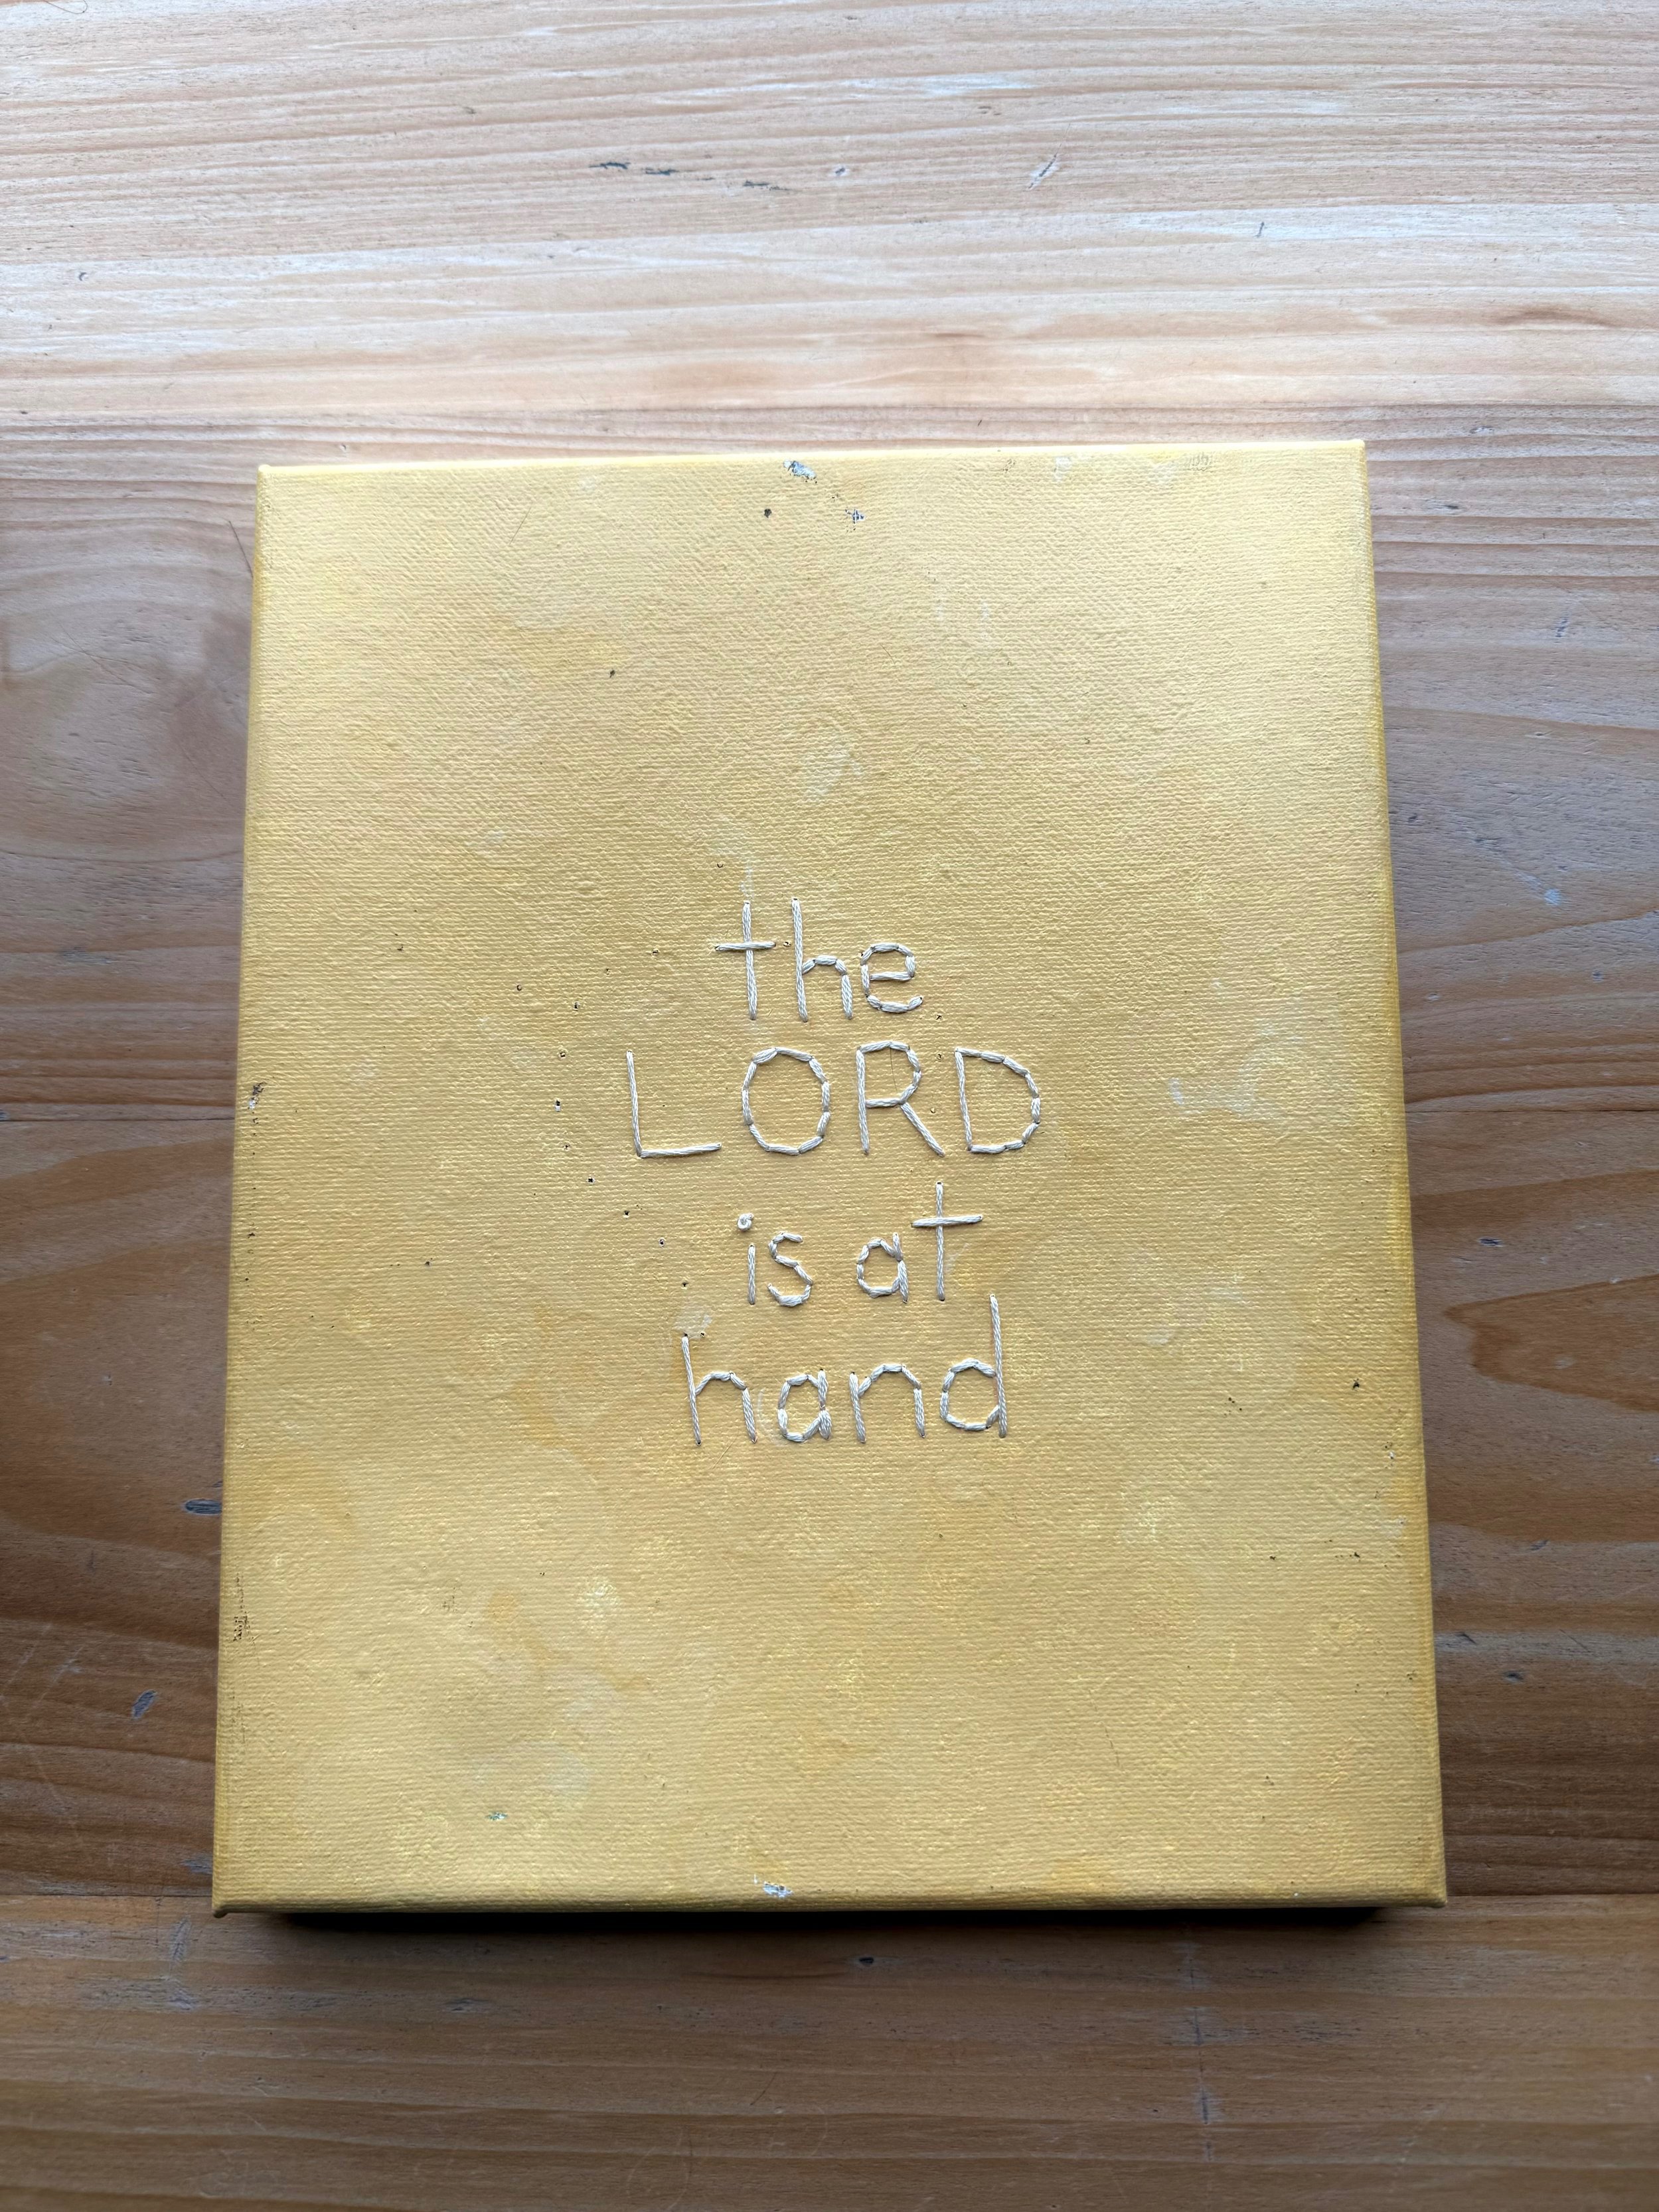 the
LORD
is at
hand